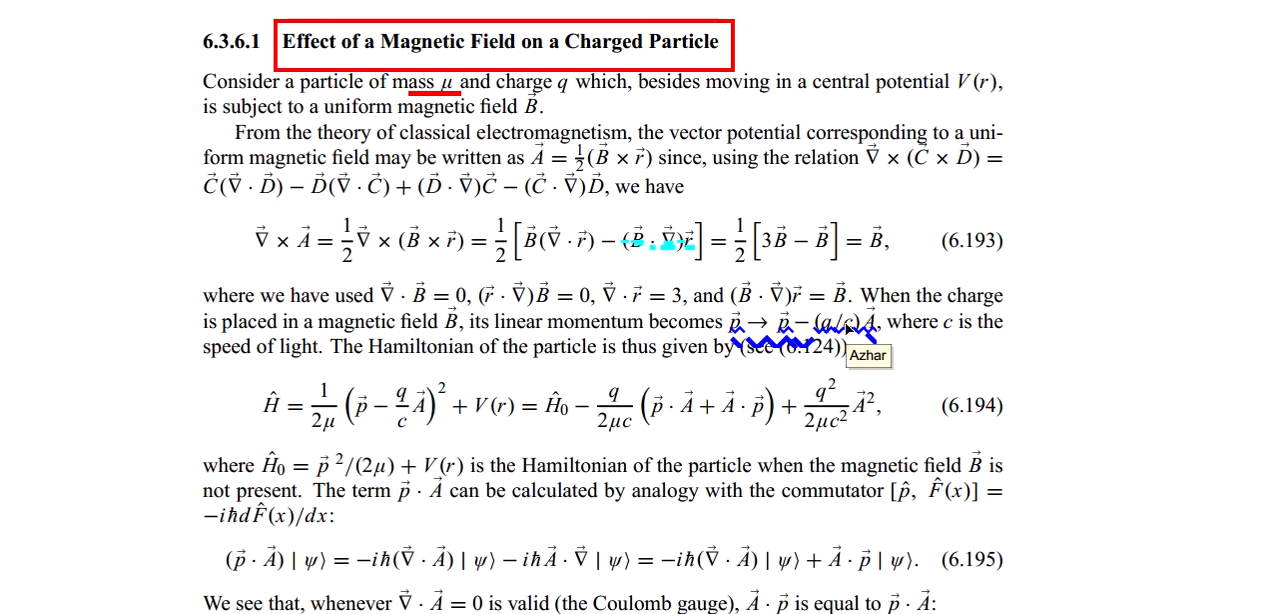 6.3.6.1 Effect of a Magnetic Field on a Charged Particle
Consider a particle of mass μ and charge q which, besides moving in a central potential V(r),
is subject to a uniform magnetic field B⃗.
From the theory of classical electromagnetism, the vector potential corresponding to a uni-
form magnetic field may be written as A⃗ = ½(B⃗ × r⃗) since, using the relation ∇⃗ × (C⃗ × D⃗) =
C⃗(∇⃗ · D⃗) − D⃗(∇⃗ · C⃗) + (D⃗ · ∇⃗)C⃗ − (C⃗ · ∇⃗)D⃗, we have
∇⃗ × A⃗ = 1/2 ∇⃗ × (B⃗ × r⃗) = 1/2 [B⃗(∇⃗ · r⃗) − (B⃗ · ∇⃗)r⃗] = 1/2 [3B⃗ − B⃗] = B⃗, (6.193)
where we have used ∇⃗ · B⃗ = 0, (r⃗ · ∇⃗)B⃗ = 0, ∇⃗ · r⃗ = 3, and (B⃗ · ∇⃗)r⃗ = B⃗. When the charge
is placed in a magnetic field B⃗, its linear momentum becomes p⃗ → p⃗ − (q/c)A⃗, where c is the
speed of light. The Hamiltonian of the particle is thus given by (see (6.124))
Azhar
Ĥ = 1/2μ (p⃗ − q/c A⃗)² + V(r) = Ĥ₀ − q/2μc (p⃗ · A⃗ + A⃗ · p⃗) + q²/2μc² A⃗², (6.194)
where Ĥ₀ = p⃗ ²/(2μ) + V(r) is the Hamiltonian of the particle when the magnetic field B⃗ is
not present. The term p⃗ · A⃗ can be calculated by analogy with the commutator [p̂, F̂(x)] =
−iħdF̂(x)/dx:
(p⃗ · A⃗) | ψ⟩ = −iħ(∇⃗ · A⃗) | ψ⟩ − iħA⃗ · ∇⃗ | ψ⟩ = −iħ(∇⃗ · A⃗) | ψ⟩ + A⃗ · p⃗ | ψ⟩. (6.195)
We see that, whenever ∇⃗ · A⃗ = 0 is valid (the Coulomb gauge), A⃗ · p⃗ is equal to p⃗ · A⃗: